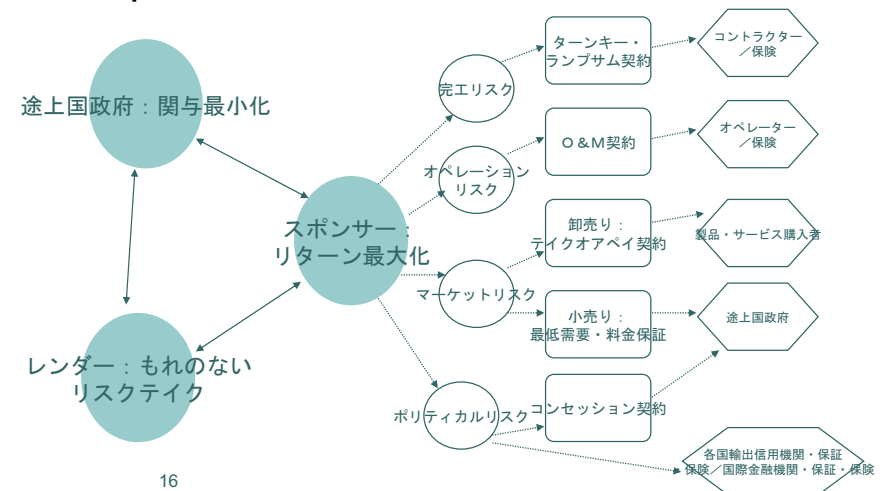 途上国政府：関与最小化
レンダー：もれのない
リスクテイク
スポンサー：
リターン最大化
完工リスク
オペレーション
リスク
マーケットリスク
ポリティカルリスク
ターンキー・
ランプサム契約
Ｏ＆Ｍ契約
卸売り：
テイクオアペイ契約
小売り：
最低需要・料金保証
コンセッション契約
コントラクター
／保険
オペレーター
／保険
製品・サービス購入者
途上国政府
各国輸出信用機関・保証
保険／国際金融機関・保証・保険
16